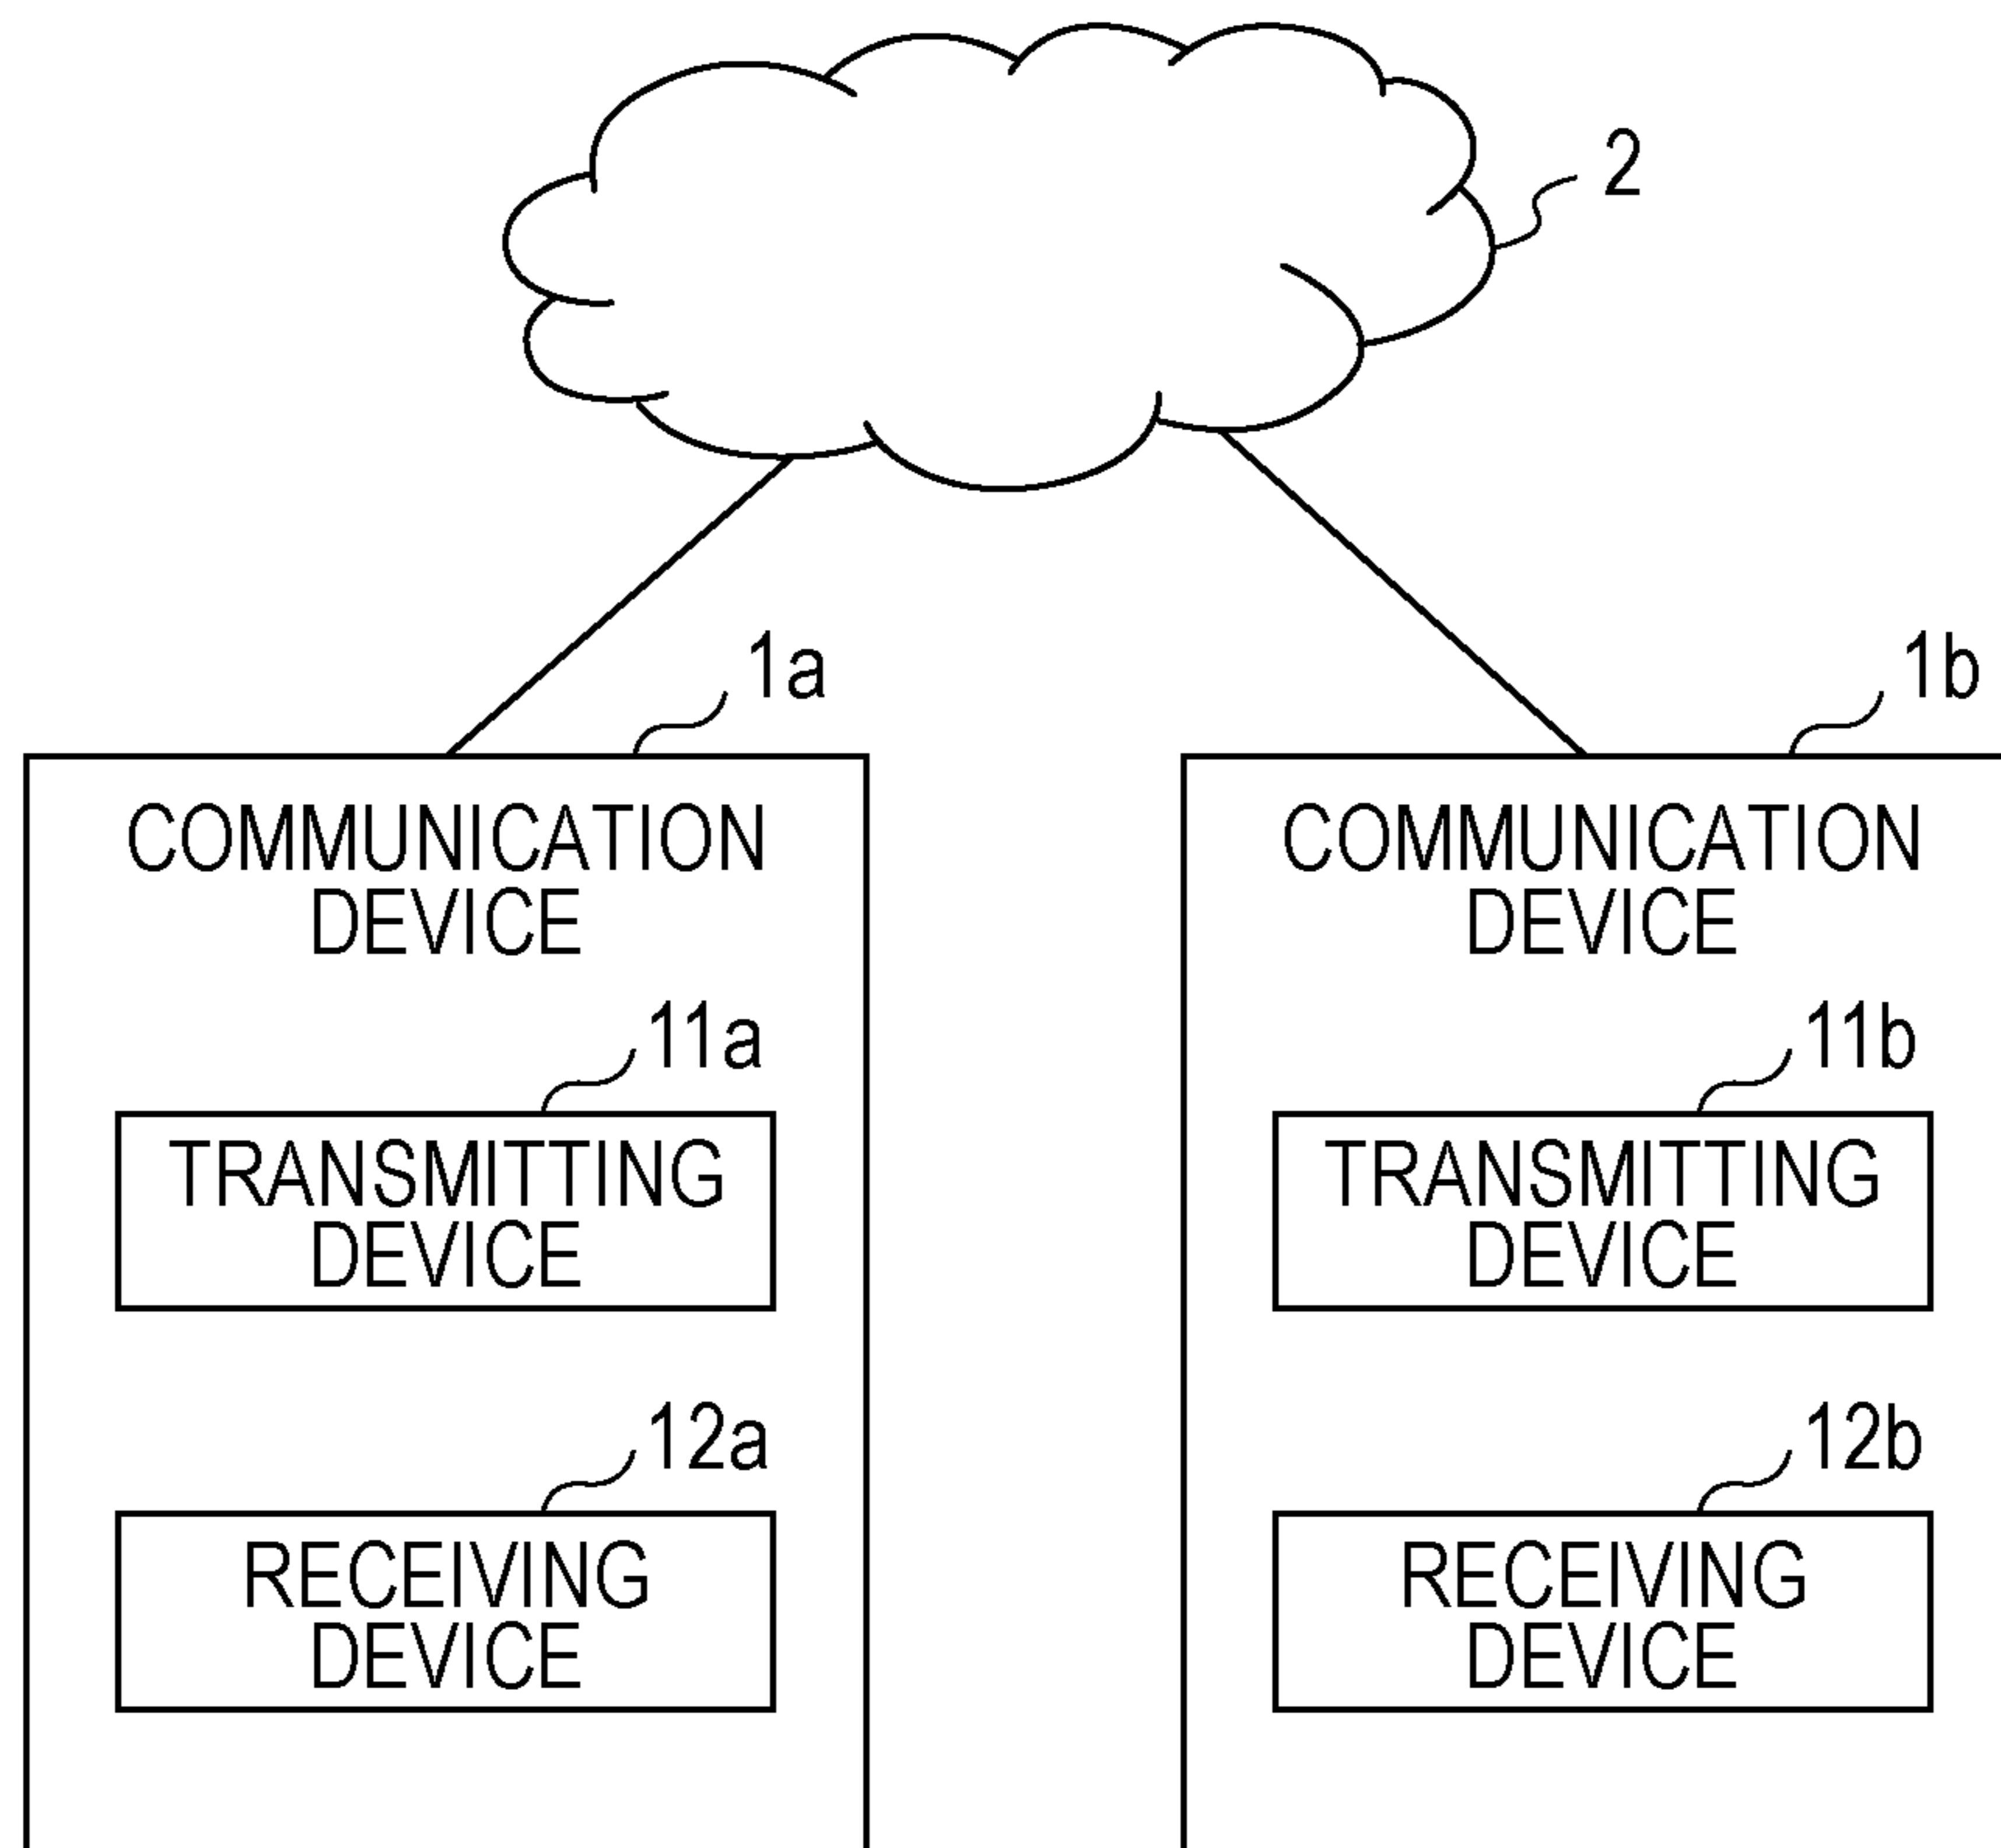 2
1a
COMMUNICATION
DEVICE
11a
TRANSMITTING
DEVICE
12a
RECEIVING
DEVICE
1b
COMMUNICATION
DEVICE
11b
TRANSMITTING
DEVICE
12b
RECEIVING
DEVICE